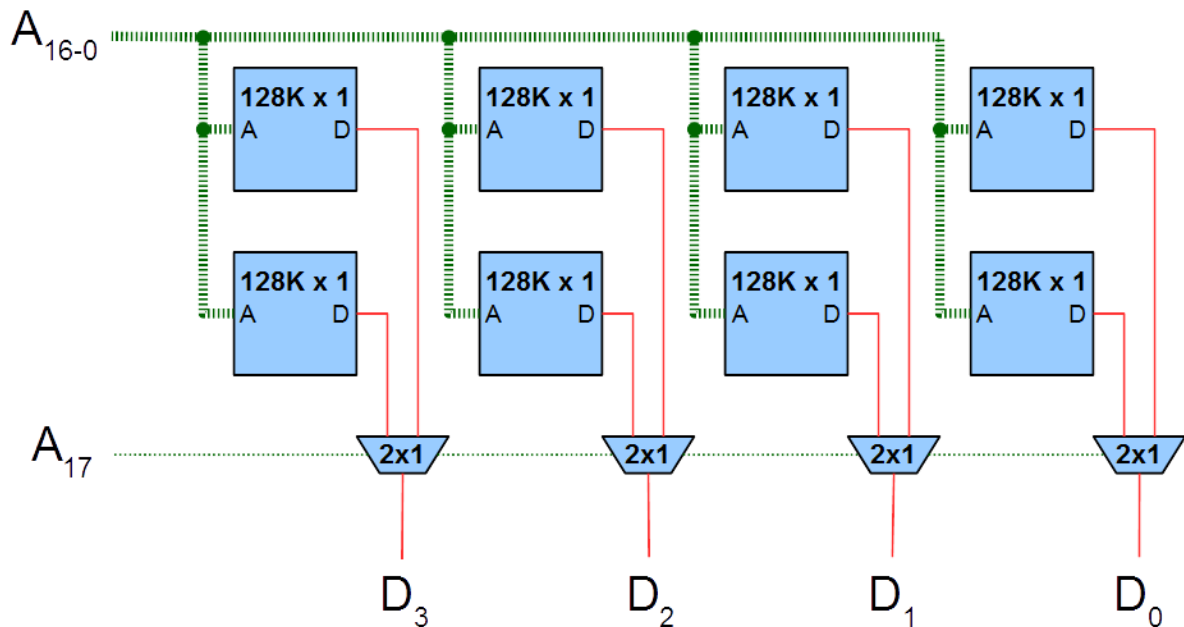 A16-0
128K x 1 128K x 1 128K x 1 128K x 1
A D A D A D A D
128K x 1 128K x 1 128K x 1 128K x 1
A D A D A D A D
A17 2x1 2x1 2x1 2x1
D3 D2 D1 D0